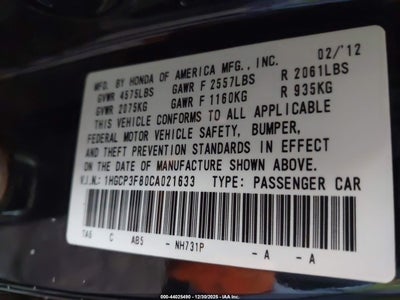 MFD. BY HONDA OF AMERICA MFG., INC. 02/'12
GVWR 4575LBS GAWR F 2557LBS R 2061LBS
GVWR 2075KG GAWR F 1160KG R 935KG
THIS VEHICLE CONFORMS TO ALL APPLICABLE
FEDERAL MOTOR VEHICLE SAFETY, BUMPER,
AND THEFT PREVENTION STANDARDS IN EFFECT
ON THE DATE OF MANUFACTURE SHOWN ABOVE.
V.I.N.: 1HGCP3F80CA021633 TYPE: PASSENGER CAR
TA6 C AB5 - NH731P - A - A
000-44025490 - 12/30/2025 - IAA Inc.